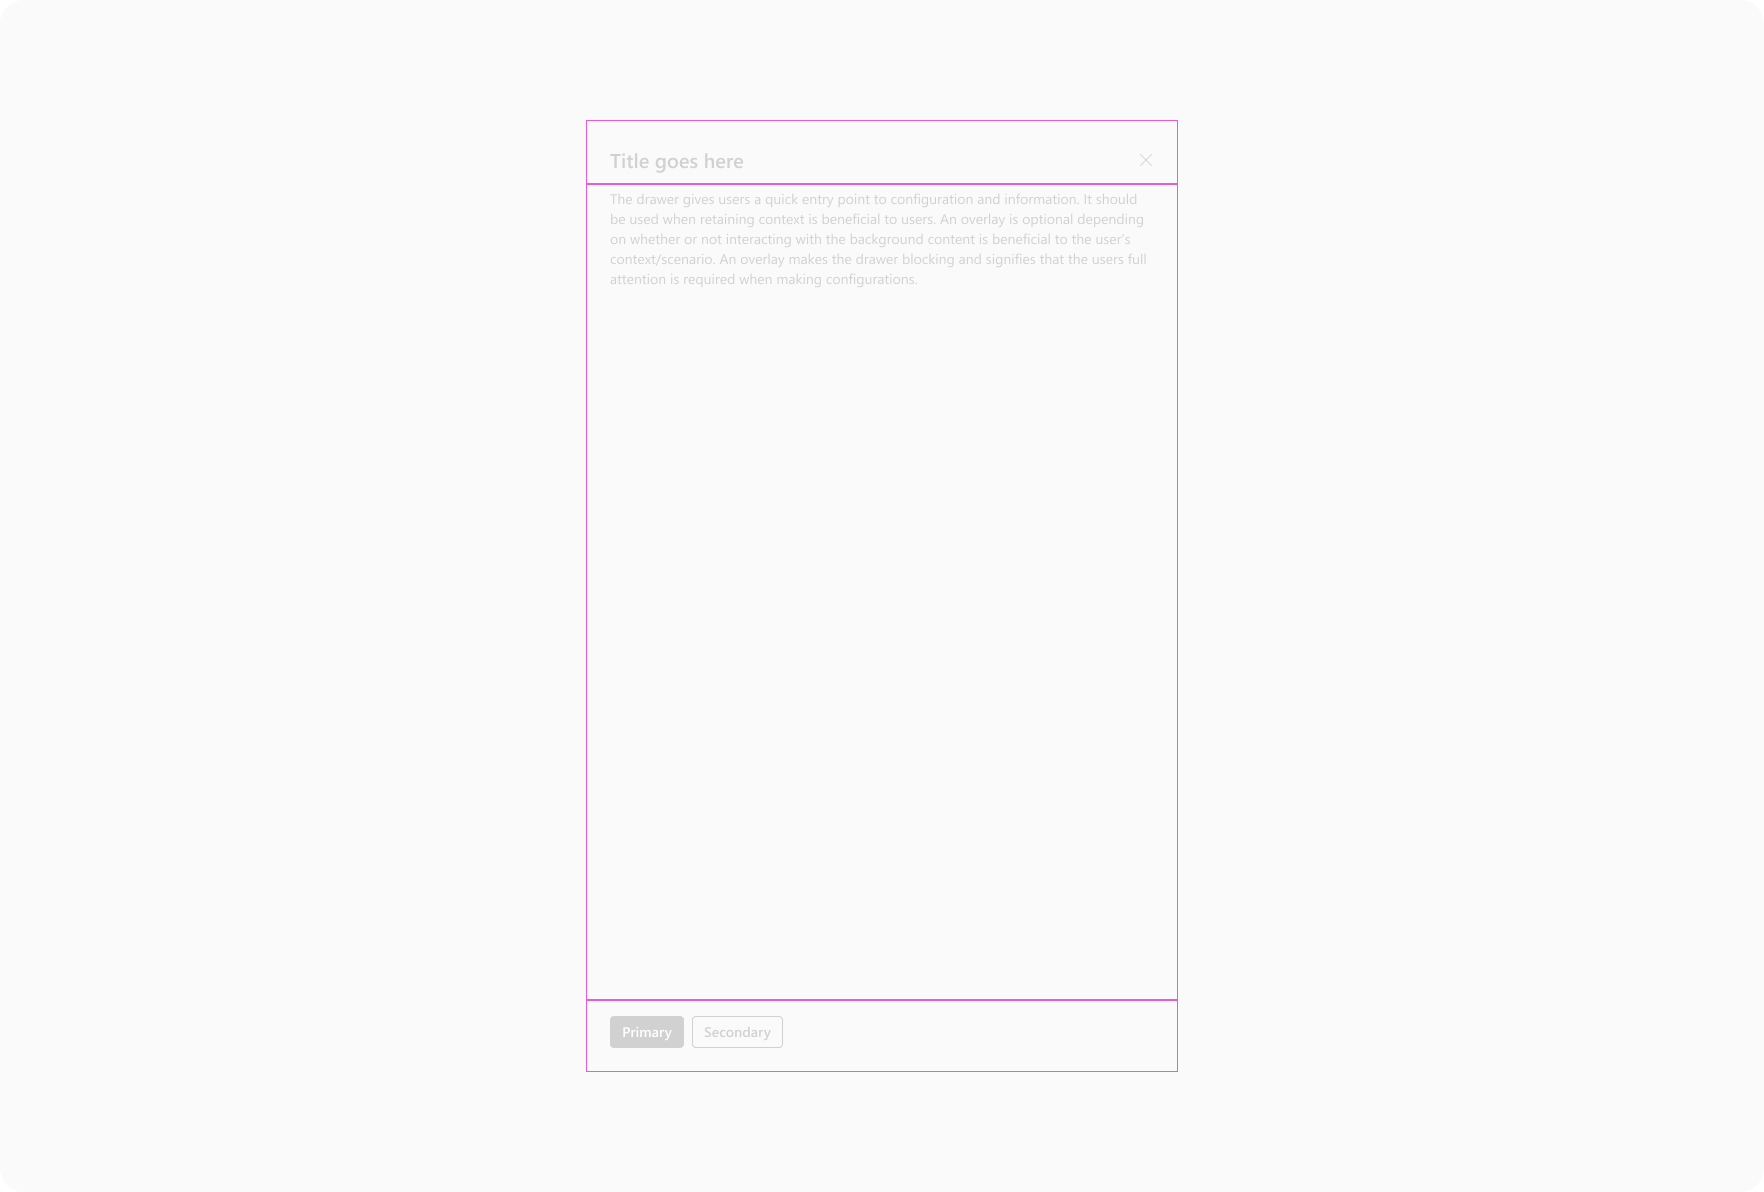 Title goes here
The drawer gives users a quick entry point to configuration and information. It should
be used when retaining context is beneficial to users. An overlay is optional depending
on whether or not interacting with the background content is beneficial to the user's
context/scenario. An overlay makes the drawer blocking and signifies that the users full
attention is required when making configurations.
Primary Secondary